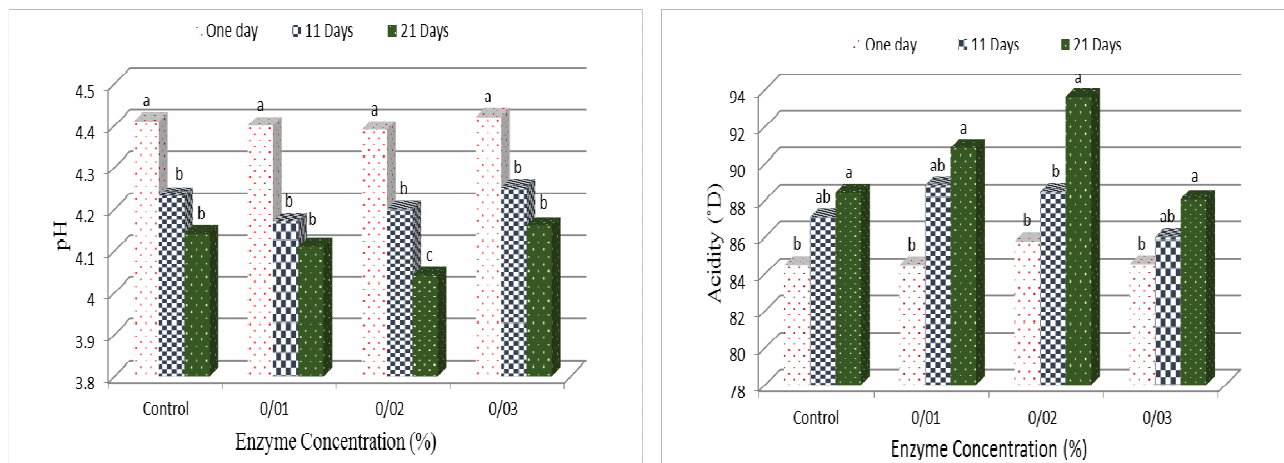 One day 11 Days 21 Days
pH
4.5
4.4
4.3
4.2
4.1
4
3.9
3.8
a a a a
b b b b
b b c b
Control 0/01 0/02 0/03
Enzyme Concentration (%)
One day 11 Days 21 Days
Acidity (°D)
94
92
90
88
86
84
82
80
78
b ab a b ab a b b a b ab a
Control 0/01 0/02 0/03
Enzyme Concentration (%)